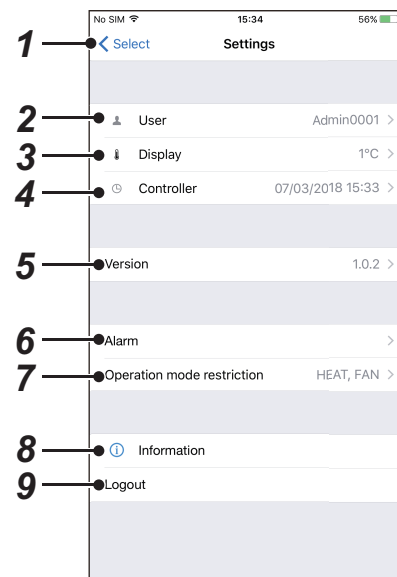 No SIM 15:34 56%
1 Select Settings
2 User Admin0001
3 Display 1°C
4 Controller 07/03/2018 15:33
5 Version 1.0.2
6 Alarm
7 Operation mode restriction HEAT, FAN
8 Information
9 Logout